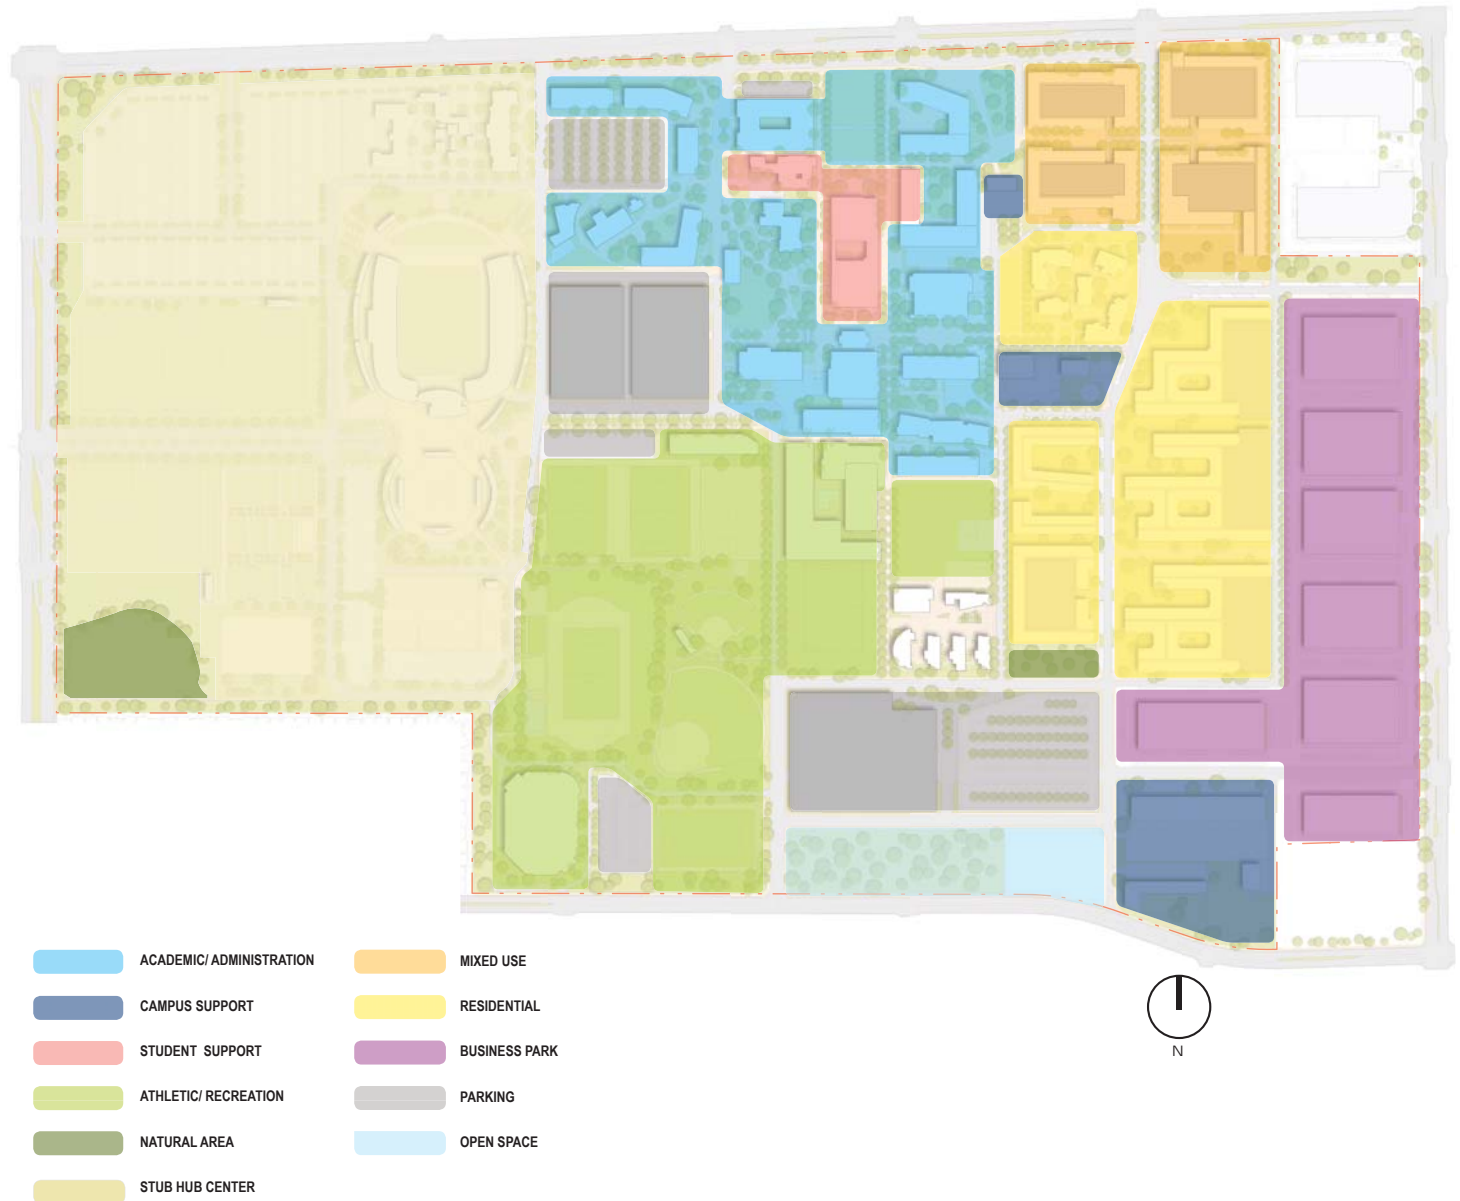 ACADEMIC/ ADMINISTRATION
CAMPUS SUPPORT
STUDENT SUPPORT
ATHLETIC/ RECREATION
NATURAL AREA
STUB HUB CENTER
MIXED USE
RESIDENTIAL
BUSINESS PARK
PARKING
OPEN SPACE
N